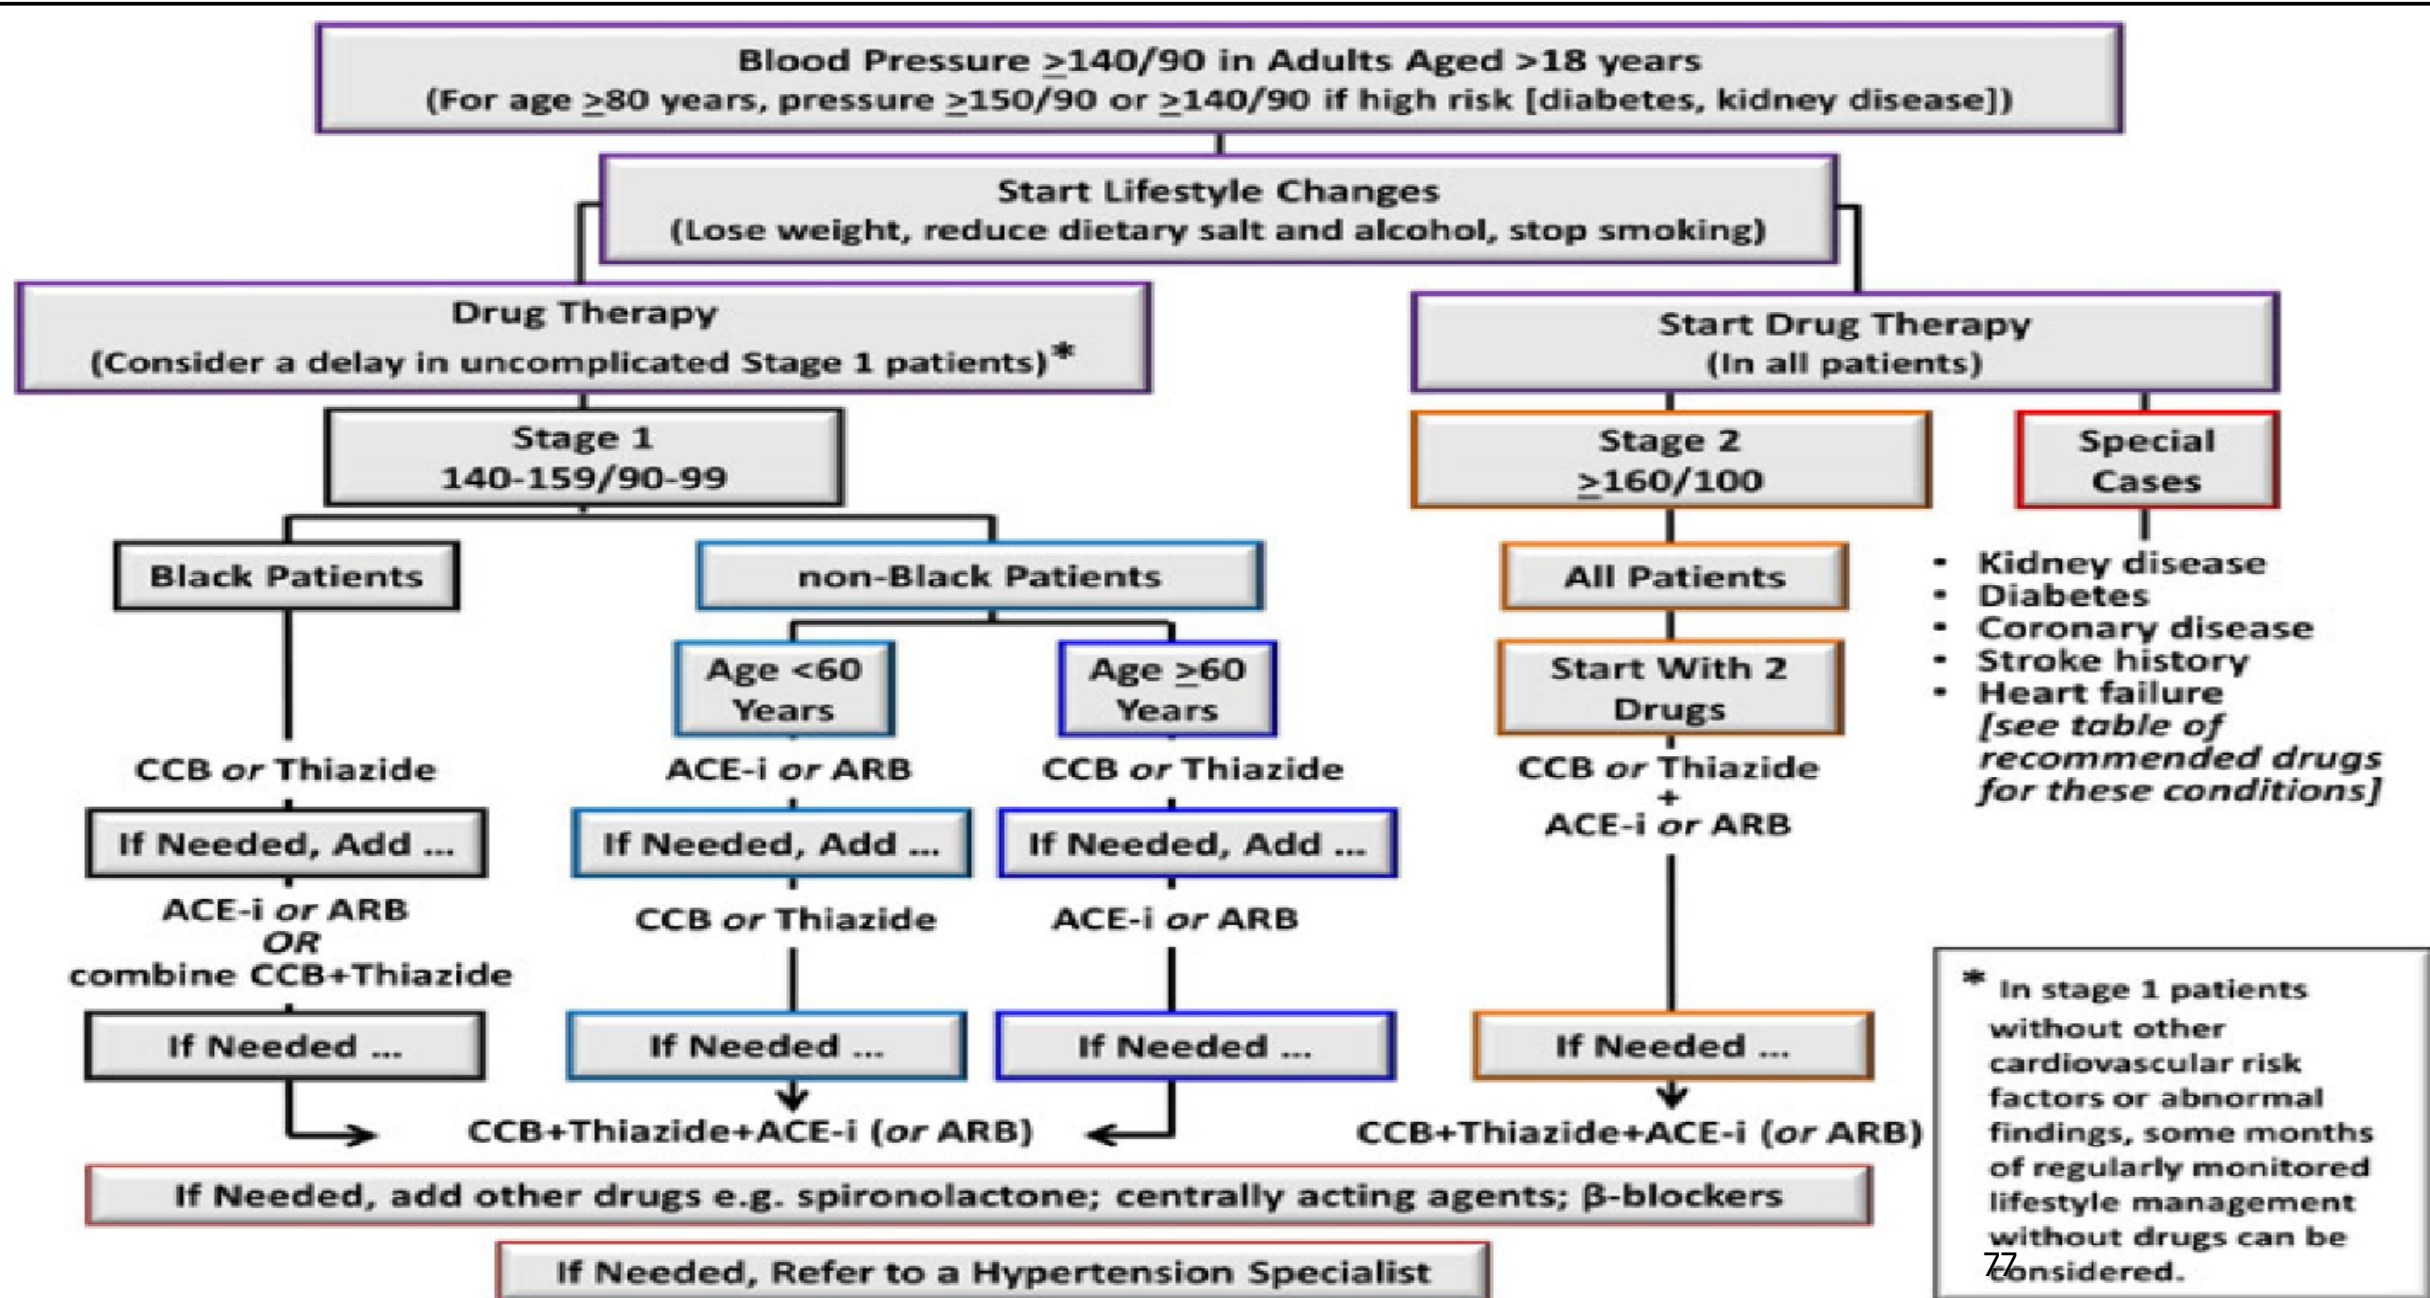 Blood Pressure ≥140/90 in Adults Aged >18 years
(For age ≥80 years, pressure ≥150/90 or ≥140/90 if high risk [diabetes, kidney disease])
Start Lifestyle Changes
(Lose weight, reduce dietary salt and alcohol, stop smoking)
Drug Therapy
(Consider a delay in uncomplicated Stage 1 patients)*
Stage 1
140-159/90-99
Black Patients
CCB or Thiazide
If Needed, Add ...
ACE-i or ARB
OR
combine CCB+Thiazide
If Needed ...
non-Black Patients
Age <60
Years
ACE-i or ARB
If Needed, Add ...
CCB or Thiazide
If Needed ...
Age ≥60
Years
CCB or Thiazide
If Needed, Add ...
ACE-i or ARB
If Needed ...
CCB+Thiazide+ACE-i (or ARB)
Start Drug Therapy
(In all patients)
Stage 2
≥160/100
All Patients
Start With 2
Drugs
CCB or Thiazide
+
ACE-i or ARB
If Needed ...
CCB+Thiazide+ACE-i (or ARB)
Special
Cases
• Kidney disease
• Diabetes
• Coronary disease
• Stroke history
• Heart failure
[see table of
recommended drugs
for these conditions]
If Needed, add other drugs e.g. spironolactone; centrally acting agents; β-blockers
If Needed, Refer to a Hypertension Specialist
* In stage 1 patients
without other
cardiovascular risk
factors or abnormal
findings, some months
of regularly monitored
lifestyle management
without drugs can be
considered.
77